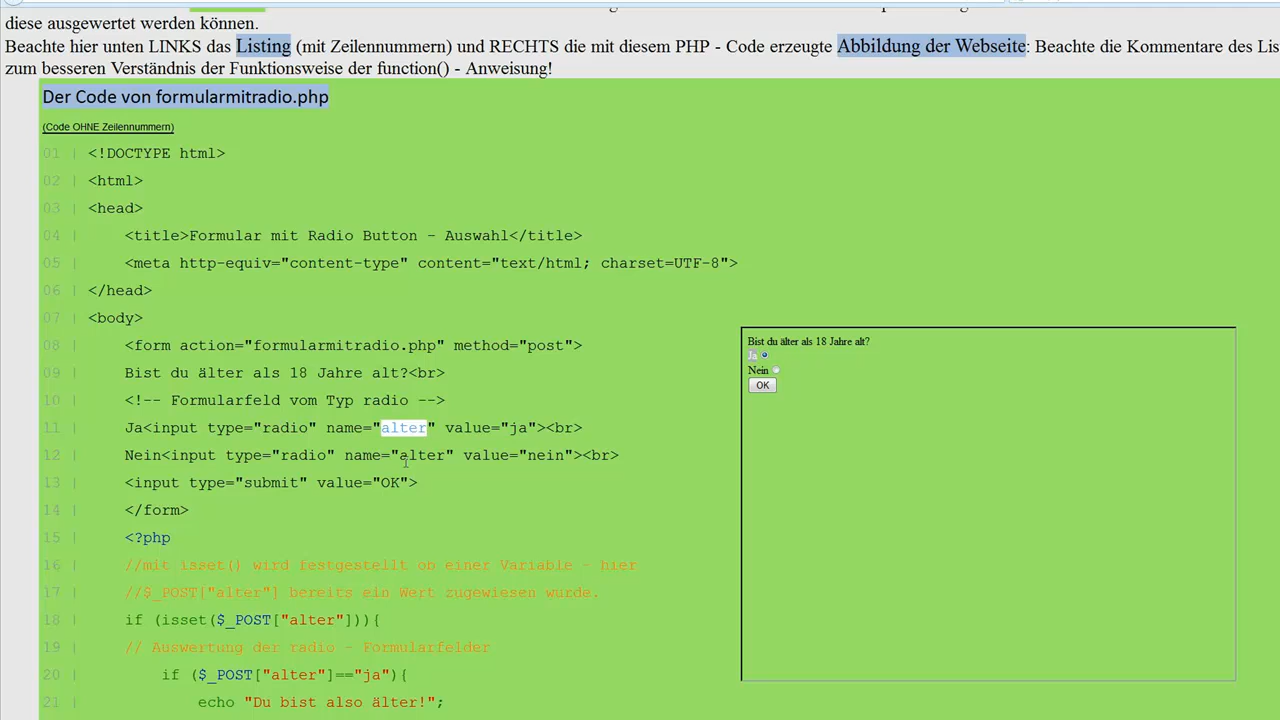 diese ausgewertet werden können.
Beachte hier unten LINKS das Listing (mit Zeilennummern) und RECHTS die mit diesem PHP - Code erzeugte Abbildung der Webseite: Beachte die Kommentare des Lis
zum besseren Verständnis der Funktionsweise der function() - Anweisung!
Der Code von formularmitradio.php
(Code OHNE Zeilennummern)
01 | <!DOCTYPE html>
02 | <html>
03 | <head>
04 | <title>Formular mit Radio Button - Auswahl</title>
05 | <meta http-equiv="content-type" content="text/html; charset=UTF-8">
06 | </head>
07 | <body>
08 | <form action="formularmitradio.php" method="post">
09 | Bist du älter als 18 Jahre alt?<br>
10 | <!-- Formularfeld vom Typ radio -->
11 | Ja<input type="radio" name="alter" value="ja"><br>
12 | Nein<input type="radio" name="alter" value="nein"><br>
13 | <input type="submit" value="OK">
14 | </form>
15 | <?php
16 | //mit isset() wird festgestellt ob einer Variable - hier
17 | //$_POST["alter"] bereits ein Wert zugewiesen wurde.
18 | if (isset($_POST["alter"])){
19 | // Auswertung der radio - Formularfelder
20 | if ($_POST["alter"]=="ja"){
21 | echo "Du bist also älter!";
Bist du älter als 18 Jahre alt?
Ja
Nein
OK